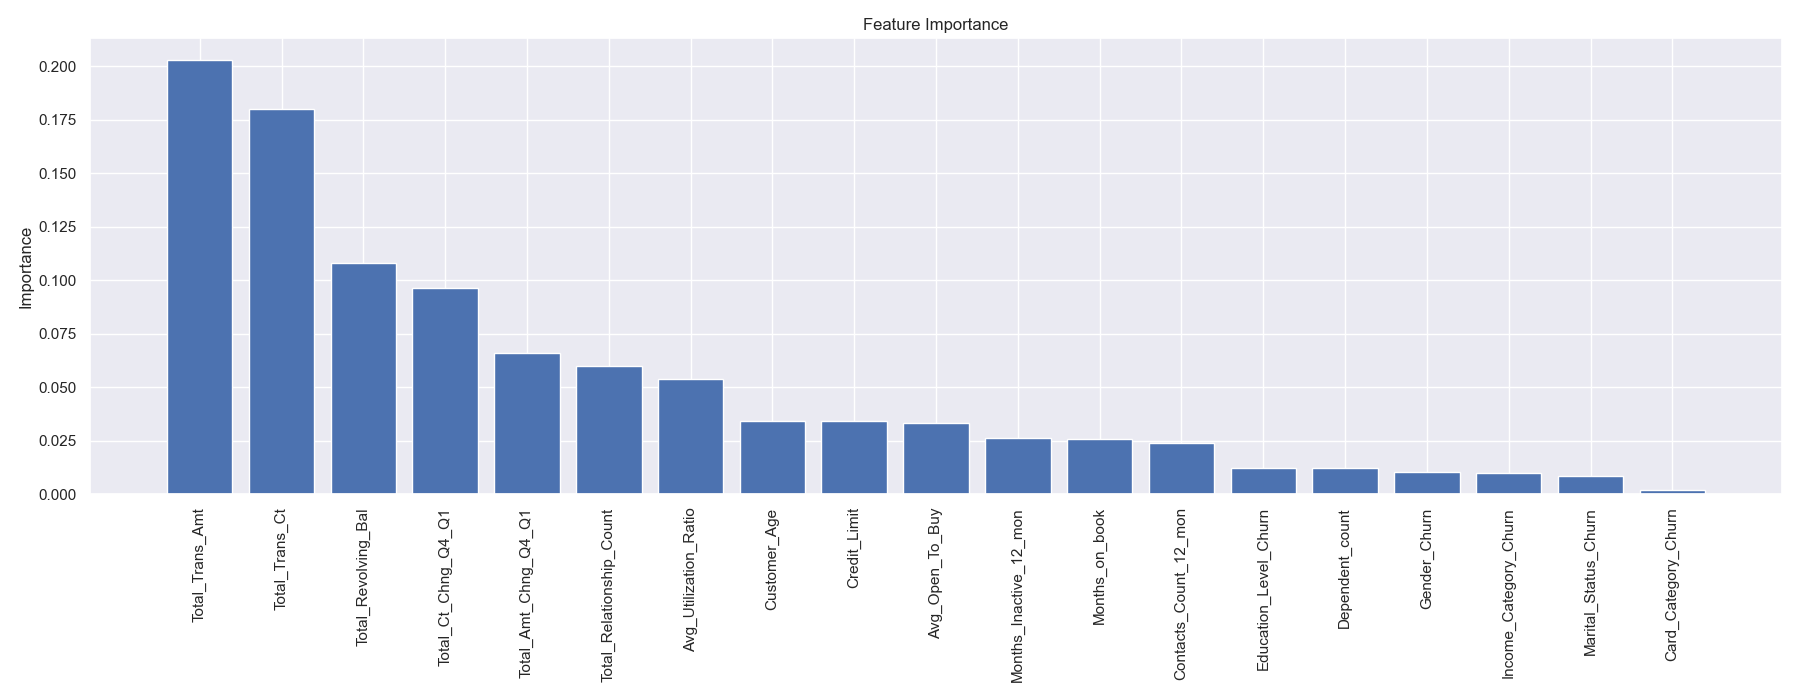 Feature Importance
Importance
0.200
0.175
0.150
0.125
0.100
0.075
0.050
0.025
0.000
Total_Trans_Amt
Total_Trans_Ct
Total_Revolving_Bal
Total_Ct_Chng_Q4_Q1
Total_Amt_Chng_Q4_Q1
Total_Relationship_Count
Avg_Utilization_Ratio
Customer_Age
Credit_Limit
Avg_Open_To_Buy
Months_Inactive_12_mon
Months_on_book
Contacts_Count_12_mon
Education_Level_Churn
Dependent_count
Gender_Churn
Income_Category_Churn
Marital_Status_Churn
Card_Category_Churn